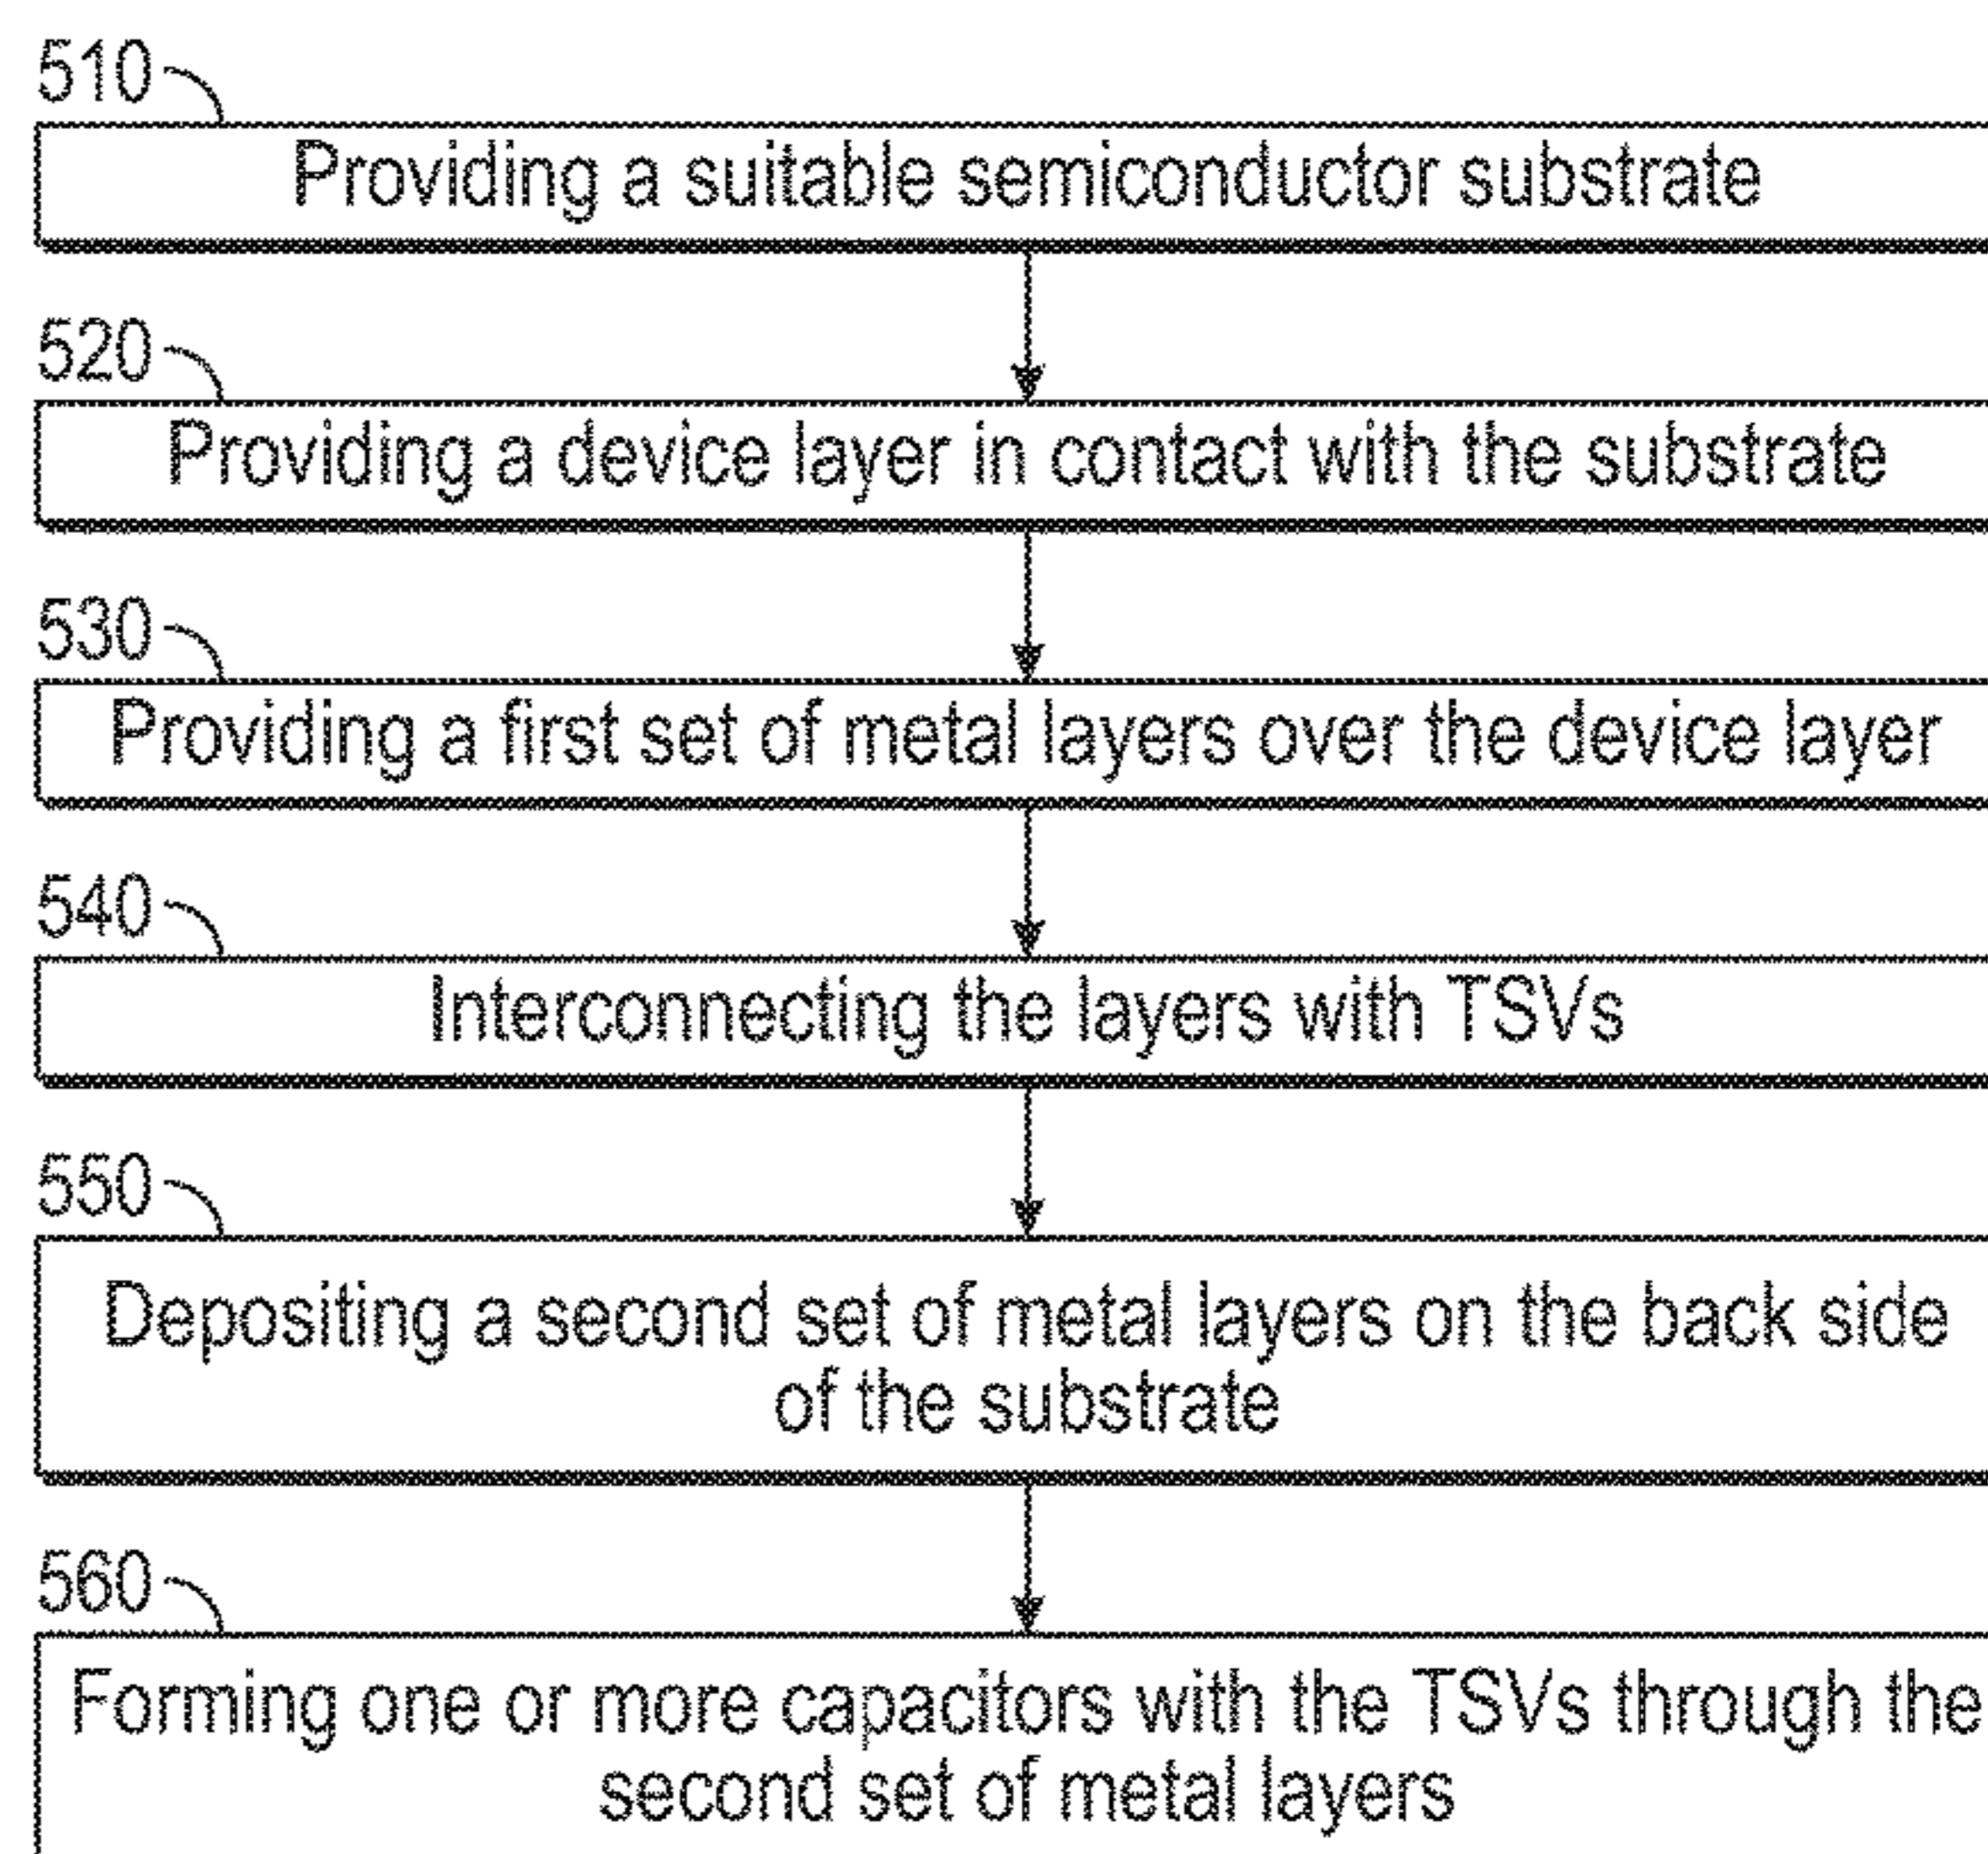 510
Providing a suitable semiconductor substrate
520
Providing a device layer in contact with the substrate
530
Providing a first set of metal layers over the device layer
540
Interconnecting the layers with TSVs
550
Depositing a second set of metal layers on the back side
of the substrate
560
Forming one or more capacitors with the TSVs through the
second set of metal layers